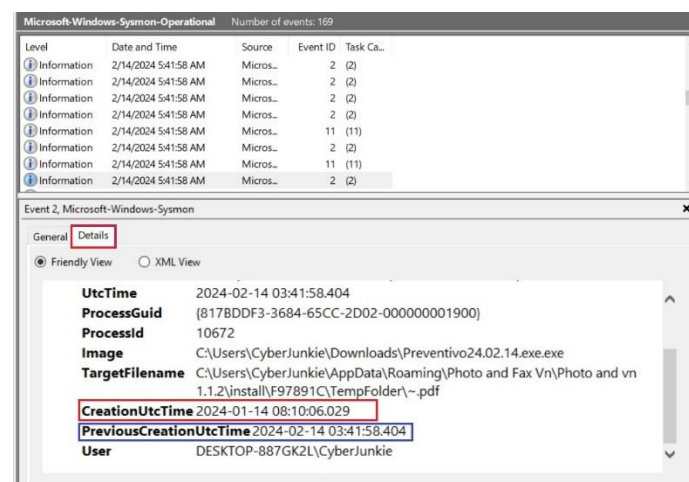 Microsoft-Windows-Sysmon-Operational Number of events: 169
Level Date and Time Source Event ID Task Ca...
Information 2/14/2024 5:41:58 AM Micros... 2 (2)
Information 2/14/2024 5:41:58 AM Micros... 2 (2)
Information 2/14/2024 5:41:58 AM Micros... 2 (2)
Information 2/14/2024 5:41:58 AM Micros... 2 (2)
Information 2/14/2024 5:41:58 AM Micros... 11 (11)
Information 2/14/2024 5:41:58 AM Micros... 2 (2)
Information 2/14/2024 5:41:58 AM Micros... 11 (11)
Information 2/14/2024 5:41:58 AM Micros... 2 (2)
Event 2, Microsoft-Windows-Sysmon
General Details
Friendly View XML View
UtcTime 2024-02-14 03:41:58.404
ProcessGuid {817BDDF3-3684-65CC-2D02-000000001900}
ProcessId 10672
Image C:\Users\CyberJunkie\Downloads\Preventivo24.02.14.exe.exe
TargetFilename C:\Users\CyberJunkie\AppData\Roaming\Photo and Fax Vn\Photo and vn
1.1.2\install\F97891C\TempFolder\~.pdf
CreationUtcTime 2024-01-14 08:10:06.029
PreviousCreationUtcTime 2024-02-14 03:41:58.404
User DESKTOP-887GK2L\CyberJunkie